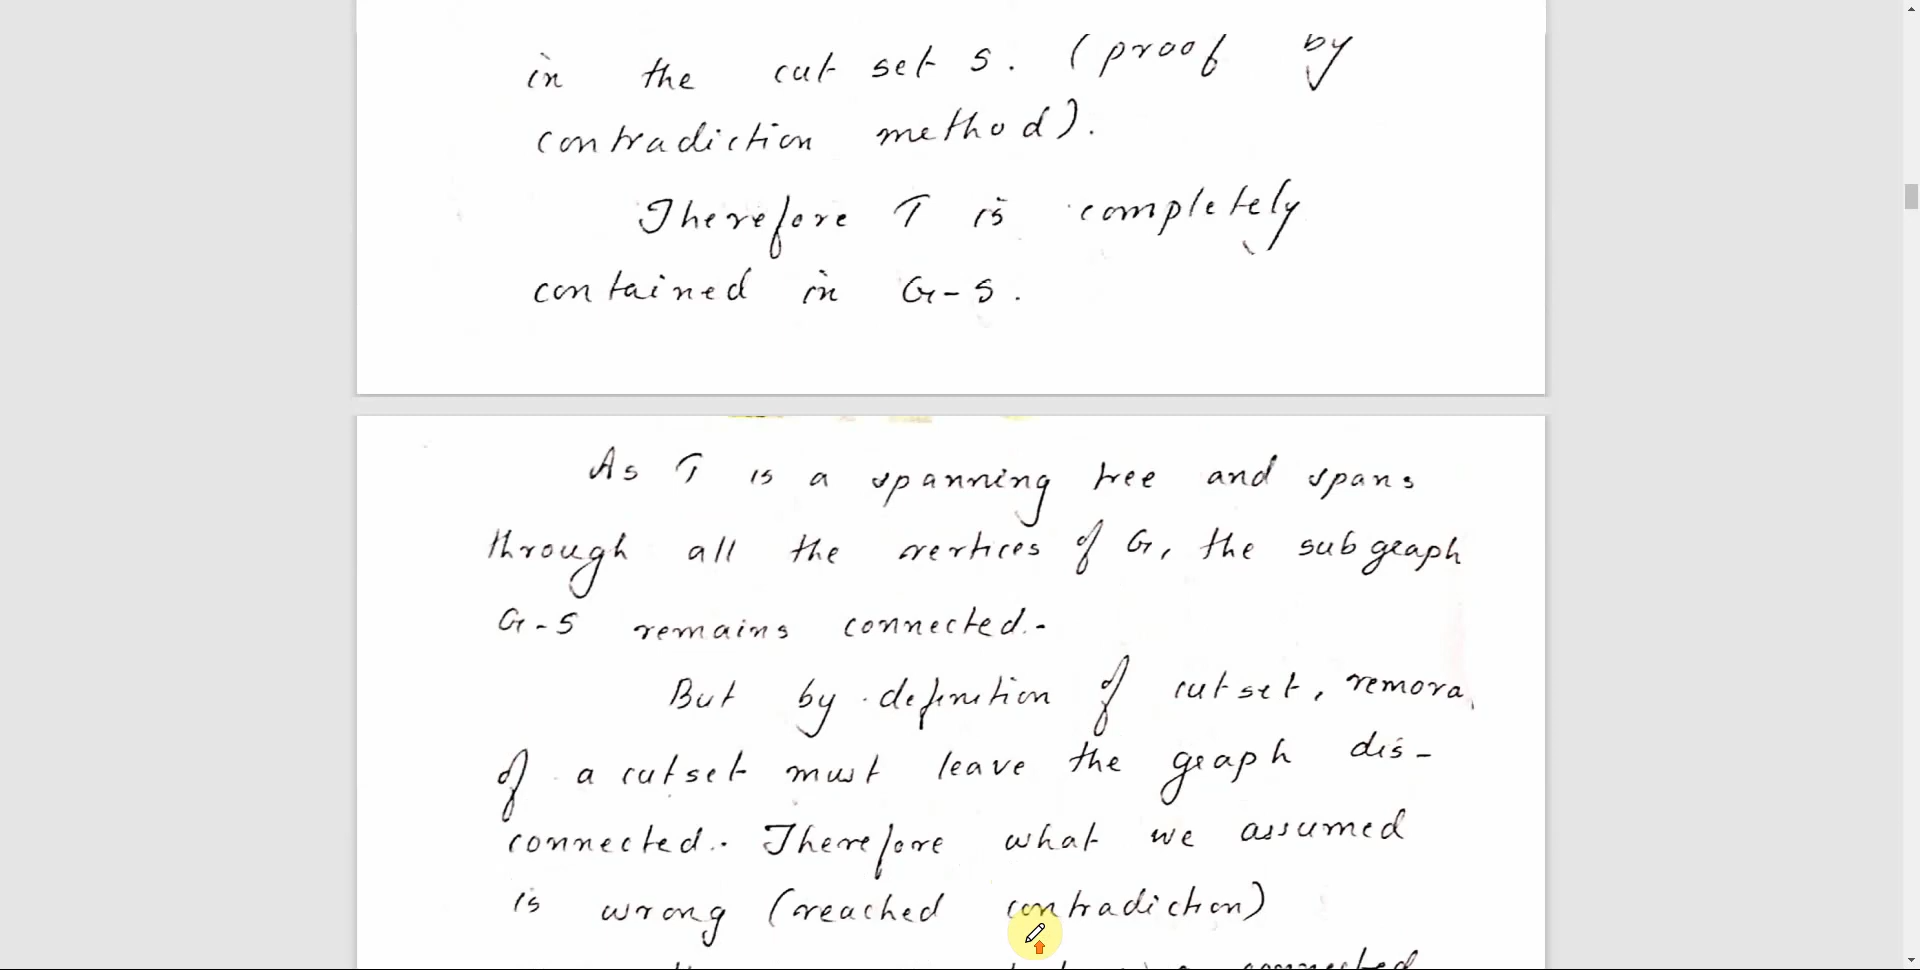 in the cut set S. (proof by
contradiction method).
Therefore T is completely
contained in G-S.
As T is a spanning tree and spans
through all the vertices of G, the subgraph
G-S remains connected.
But by definition of cutset, remova
of a cutset must leave the graph dis-
connected. Therefore what we assumed
is wrong (reached contradiction)
connected